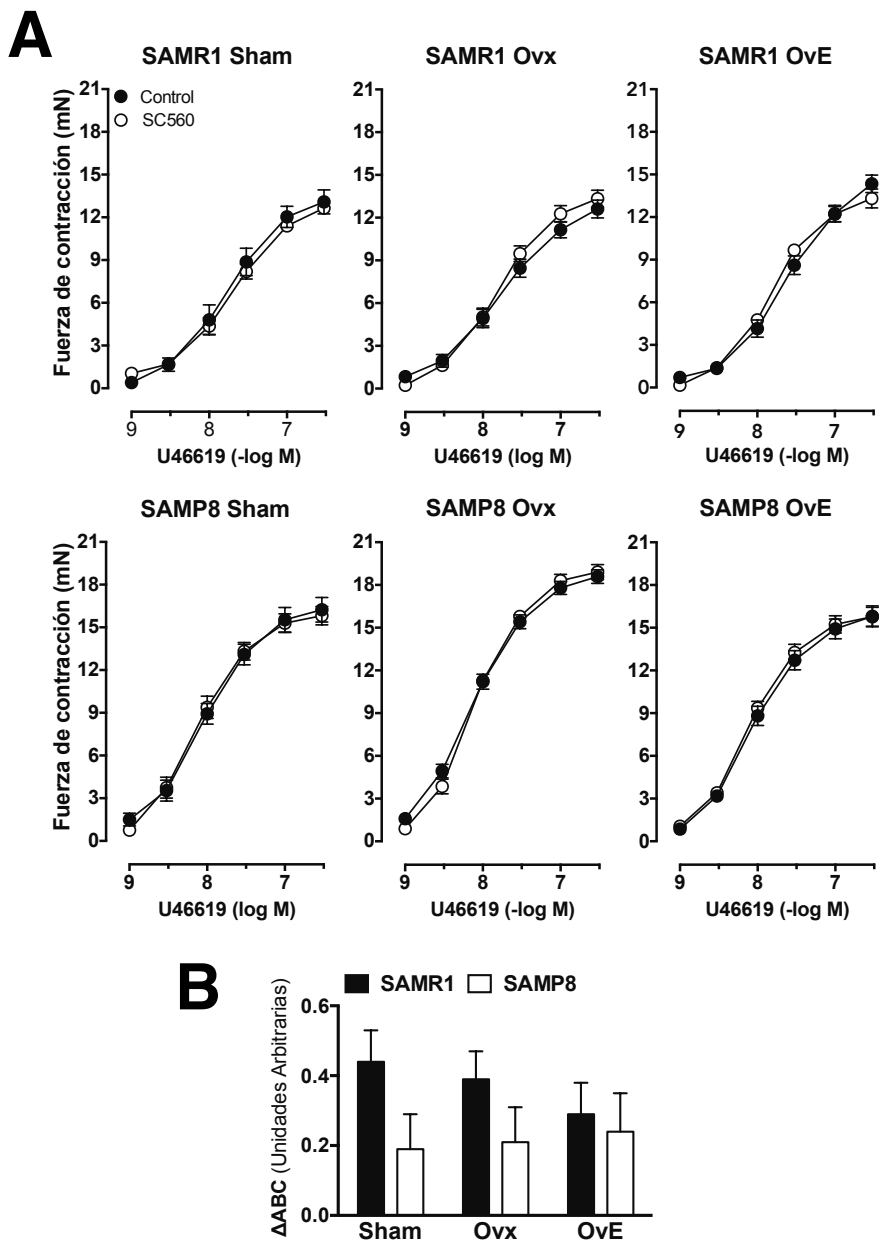 A
SAMR1 Sham
SAMR1 Ovx
SAMR1 OvE
Fuerza de contracción (mN)
21
18
15
12
9
6
3
0
Control
SC560
9
8
7
U46619 (-log M)
21
18
15
12
9
6
3
0
9
8
7
U46619 (log M)
21
18
15
12
9
6
3
0
9
8
7
U46619 (-log M)
SAMP8 Sham
SAMP8 Ovx
SAMP8 OvE
Fuerza de contracción (mN)
21
18
15
12
9
6
3
0
9
8
7
U46619 (log M)
21
18
15
12
9
6
3
0
9
8
7
U46619 (-log M)
21
18
15
12
9
6
3
0
9
8
7
U46619 (-log M)
B
SAMR1
SAMP8
ΔABC (Unidades Arbitrarias)
0.6
0.4
0.2
0.0
Sham
Ovx
OvE